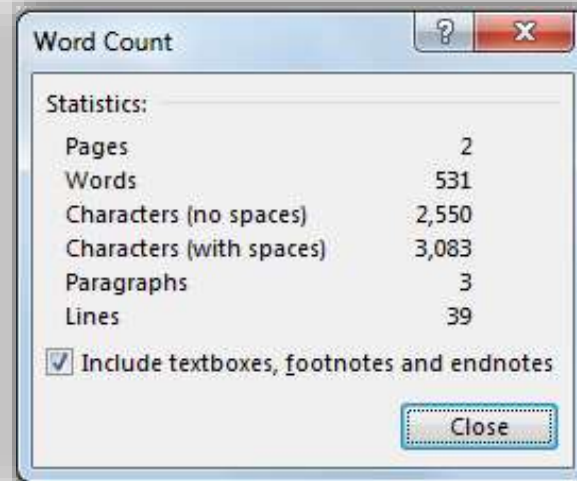 Word Count
Statistics:
Pages 2
Words 531
Characters (no spaces) 2,550
Characters (with spaces) 3,083
Paragraphs 3
Lines 39
Include textboxes, footnotes and endnotes
Close